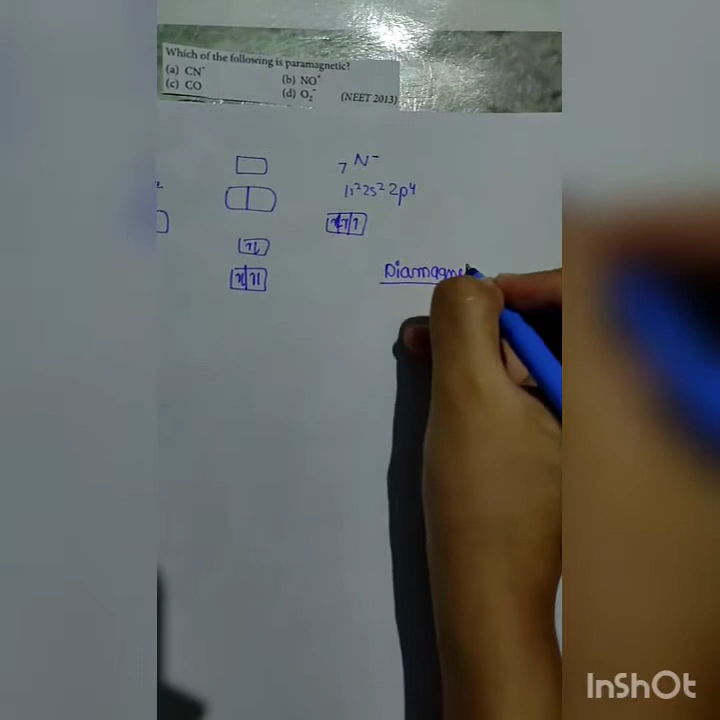 Which of the following is paramagnetic?
(a) CN⁻ (b) NO⁺
(c) CO (d) O₂⁻ (NEET 2013)
₇N⁻
1s²2s²2p⁴
Diamagne
InShOt